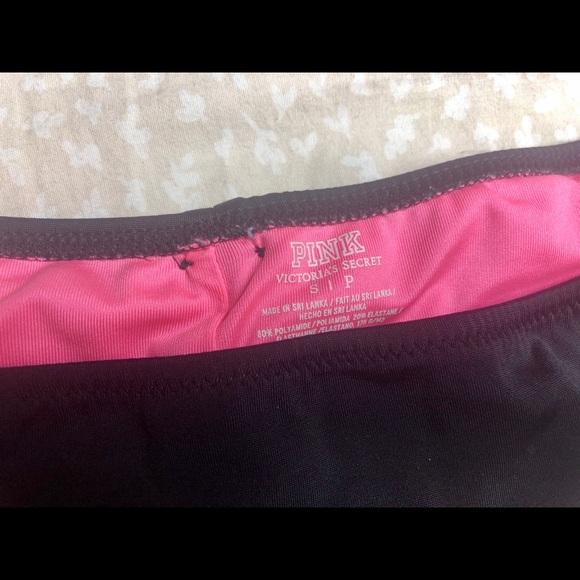 PINK
VICTORIA'S SECRET
S | P
MADE IN SRI LANKA / FAIT AU SRI LANKA /
HECHO EN SRI LANKA
80% POLYAMIDE / POLIAMIDA 20% ELASTANE /
ELASTHANNE / ELASTANO,